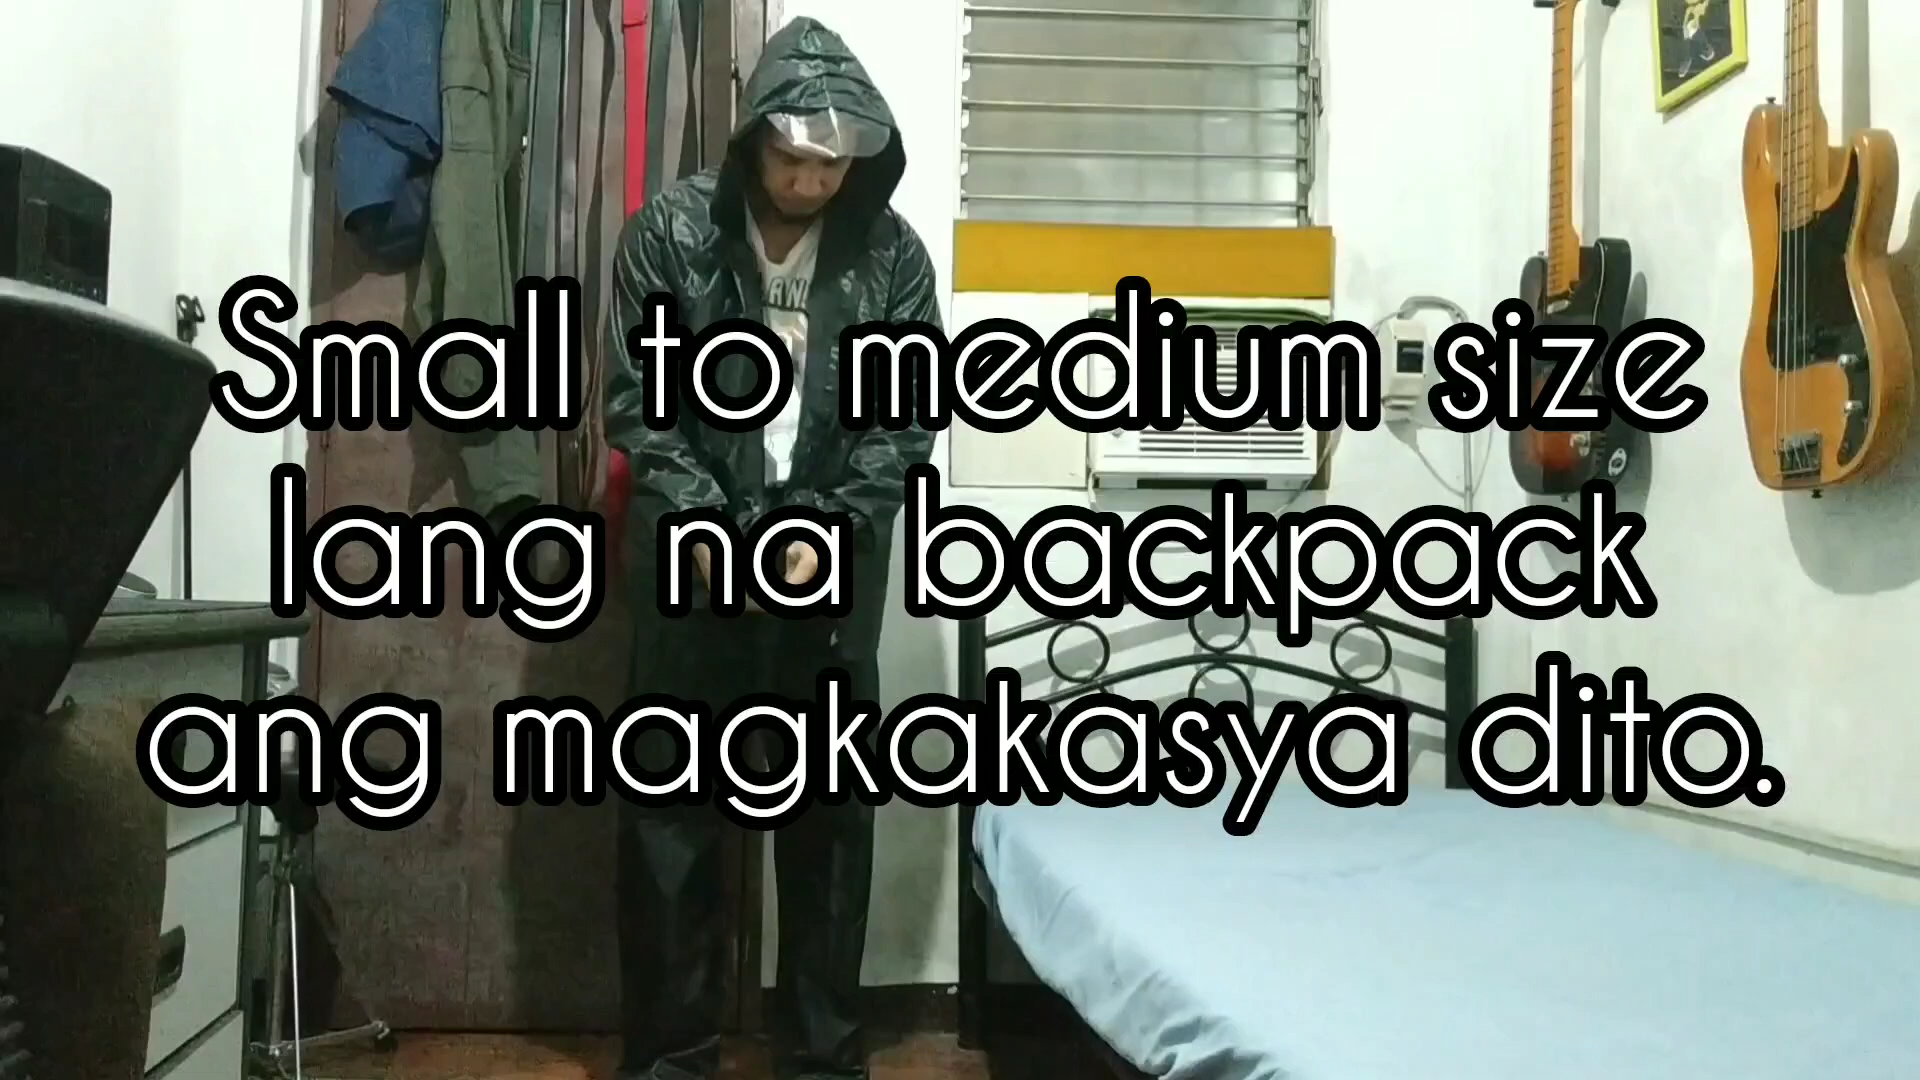 Small to medium size
lang na backpack
ang magkakasya dito.